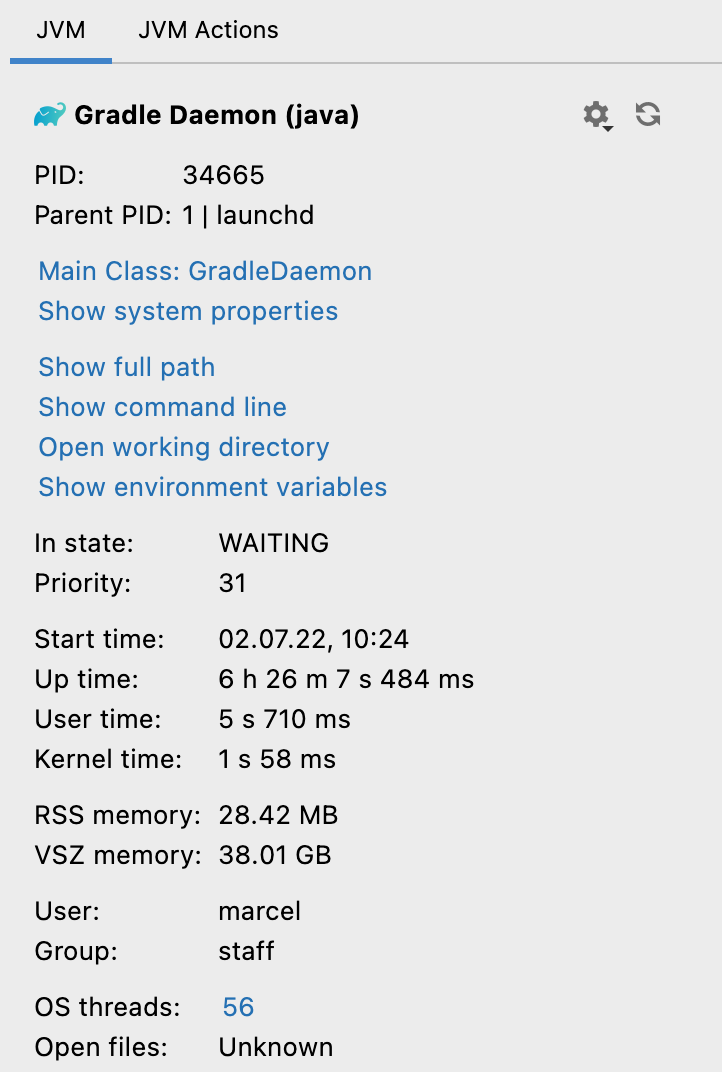 JVM JVM Actions
Gradle Daemon (java)
PID: 34665
Parent PID: 1 | launchd
Main Class: GradleDaemon
Show system properties
Show full path
Show command line
Open working directory
Show environment variables
In state: WAITING
Priority: 31
Start time: 02.07.22, 10:24
Up time: 6 h 26 m 7 s 484 ms
User time: 5 s 710 ms
Kernel time: 1 s 58 ms
RSS memory: 28.42 MB
VSZ memory: 38.01 GB
User: marcel
Group: staff
OS threads: 56
Open files: Unknown